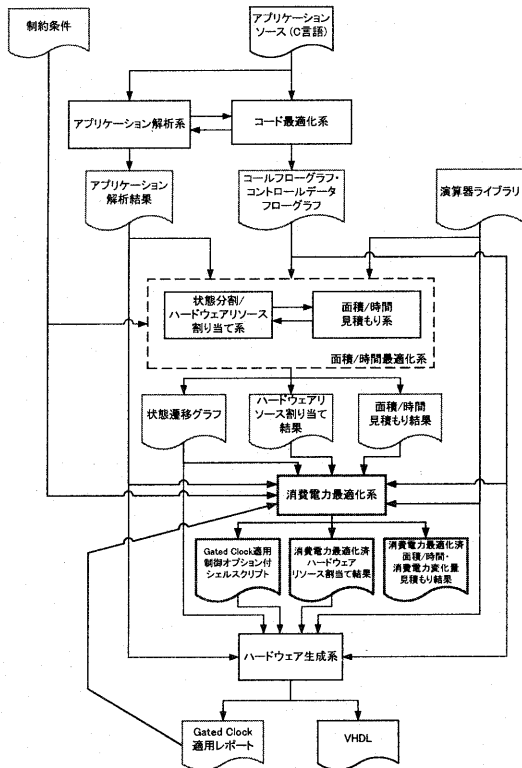 制約条件
アプリケーション
ソース(C言語)
アプリケーション解析系
コード最適化系
アプリケーション
解析結果
コールフローグラフ・
コントロールデータ
フローグラフ
演算器ライブラリ
状態分割/
ハードウェアリソース
割り当て系
面積/時間
見積もり系
面積/時間最適化系
状態遷移グラフ
ハードウェアリ
ソース割り当て
結果
面積/時間
見積もり結果
消費電力最適化系
Gated Clock適用
制御オプション付
シェルスクリプト
消費電力最適化済
ハードウェア
リソース割当て結果
消費電力最適化済
面積/時間・
消費電力変化量
見積もり結果
ハードウェア生成系
Gated Clock
適用レポート
VHDL